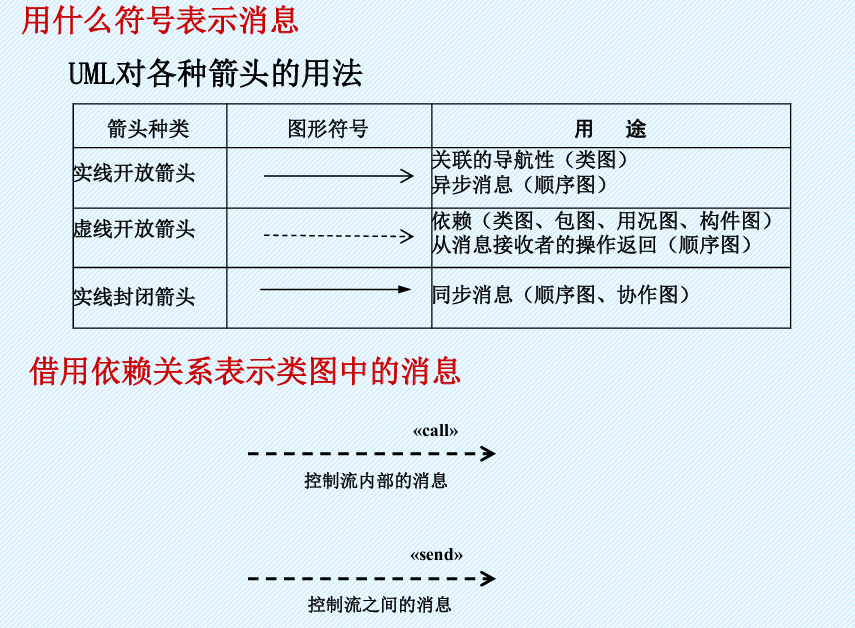 用什么符号表示消息
UML对各种箭头的用法
箭头种类 图形符号 用 途
实线开放箭头 关联的导航性（类图）
异步消息（顺序图）
虚线开放箭头 依赖（类图、包图、用况图、构件图）
从消息接收者的操作返回（顺序图）
实线封闭箭头 同步消息（顺序图、协作图）
借用依赖关系表示类图中的消息
«call»
控制流内部的消息
«send»
控制流之间的消息